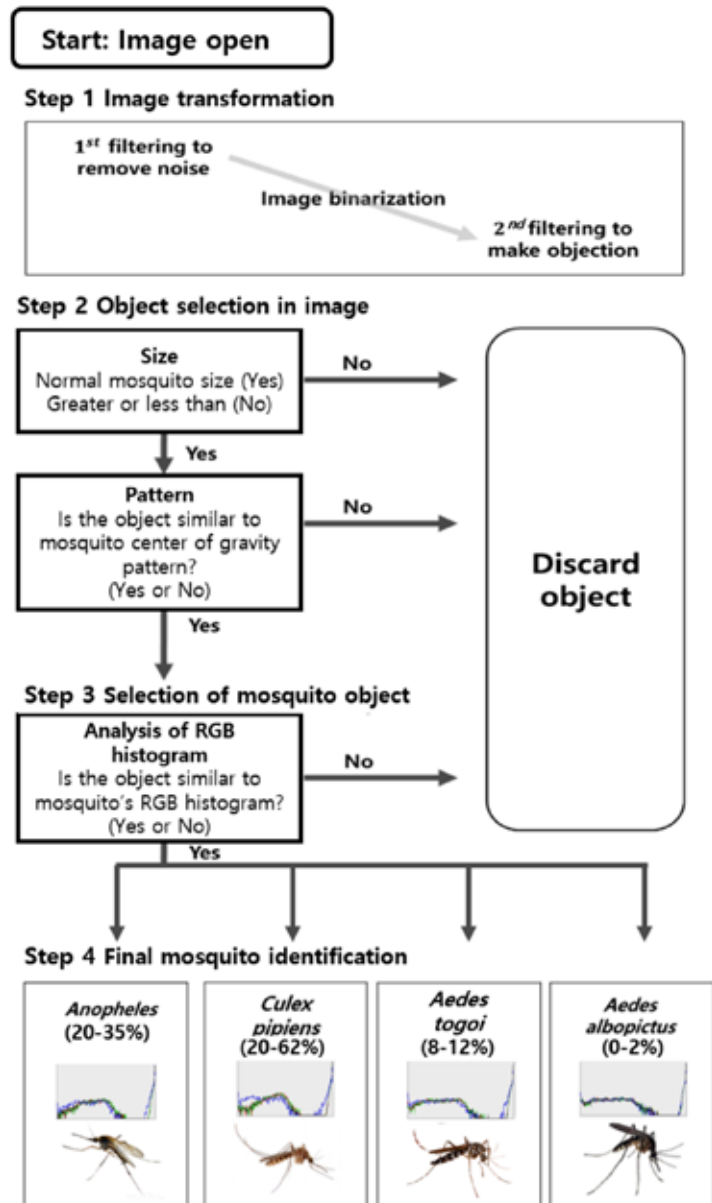 Start: Image open
Step 1 Image transformation
1st filtering to
remove noise
Image binarization
2nd filtering to
make objection
Step 2 Object selection in image
Size
Normal mosquito size (Yes)
Greater or less than (No)
No
Yes
Pattern
Is the object similar to
mosquito center of gravity
pattern?
(Yes or No)
No
Yes
Discard
object
Step 3 Selection of mosquito object
Analysis of RGB
histogram
Is the object similar to
mosquito's RGB histogram?
(Yes or No)
No
Yes
Step 4 Final mosquito identification
Anopheles
(20-35%)
Culex
pipiens
(20-62%)
Aedes
togoi
(8-12%)
Aedes
albopictus
(0-2%)